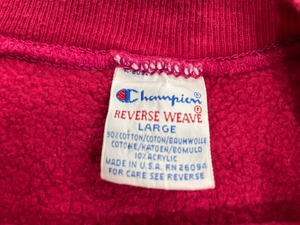 Champion
REVERSE WEAVE
LARGE
90%COTTON/COTON/BAUMWOLLE
COTONE/KATOEN/BOMULD
10%ACRYLIC
MADE IN U.S.A. RN 26094
FOR CARE SEE REVERSE